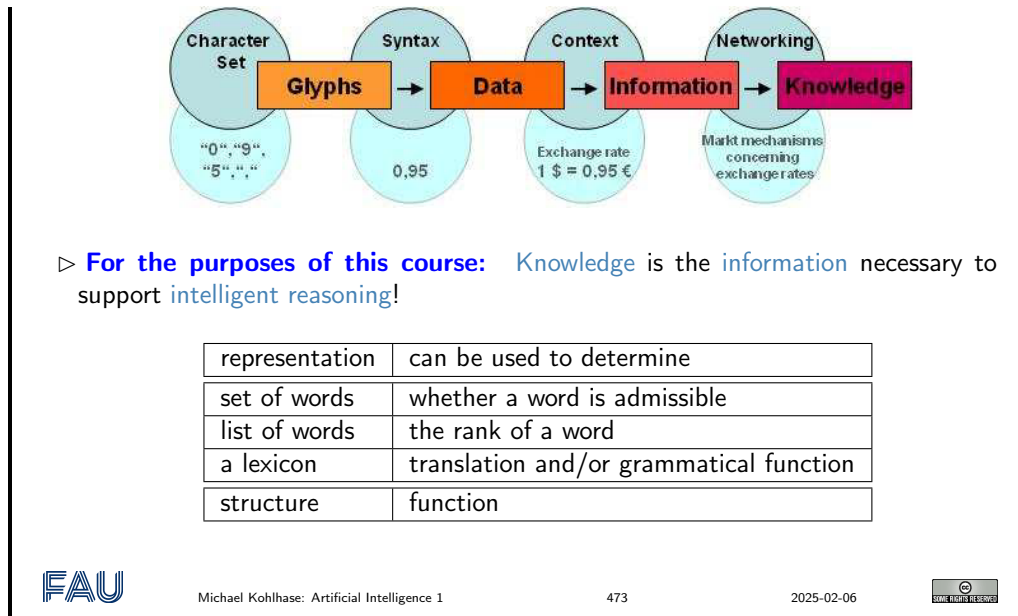 Character Set
Syntax
Context
Networking
Glyphs
Data
Information
Knowledge
“0“,“9“,
“5“,“,“
0,95
Exchange rate
1 $ = 0,95 €
Markt mechanisms
concerning
exchange rates
▷ For the purposes of this course: Knowledge is the information necessary to
support intelligent reasoning!
representation can be used to determine
set of words whether a word is admissible
list of words the rank of a word
a lexicon translation and/or grammatical function
structure function
FAU
Michael Kohlhase: Artificial Intelligence 1 473 2025-02-06
cc
SOME RIGHTS RESERVED